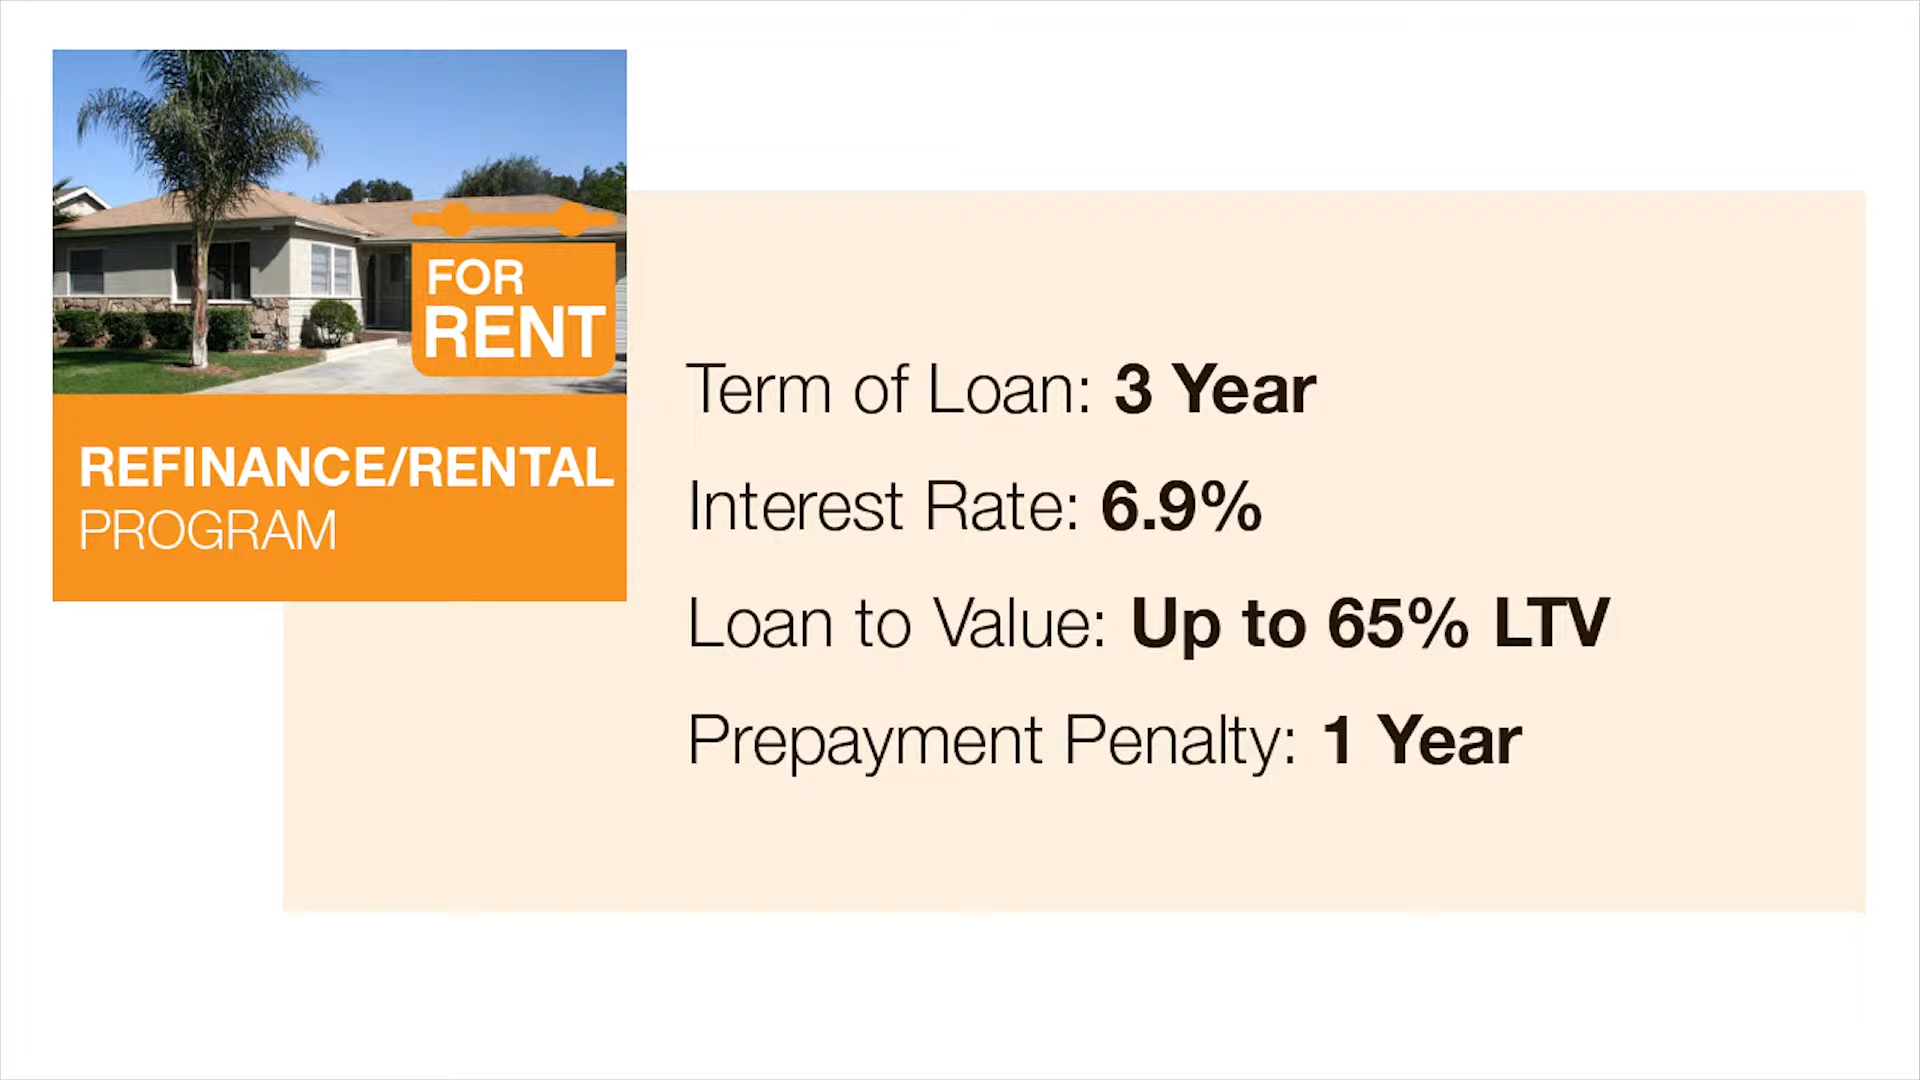 FOR
RENT
REFINANCE/RENTAL
PROGRAM
Term of Loan: 3 Year
Interest Rate: 6.9%
Loan to Value: Up to 65% LTV
Prepayment Penalty: 1 Year